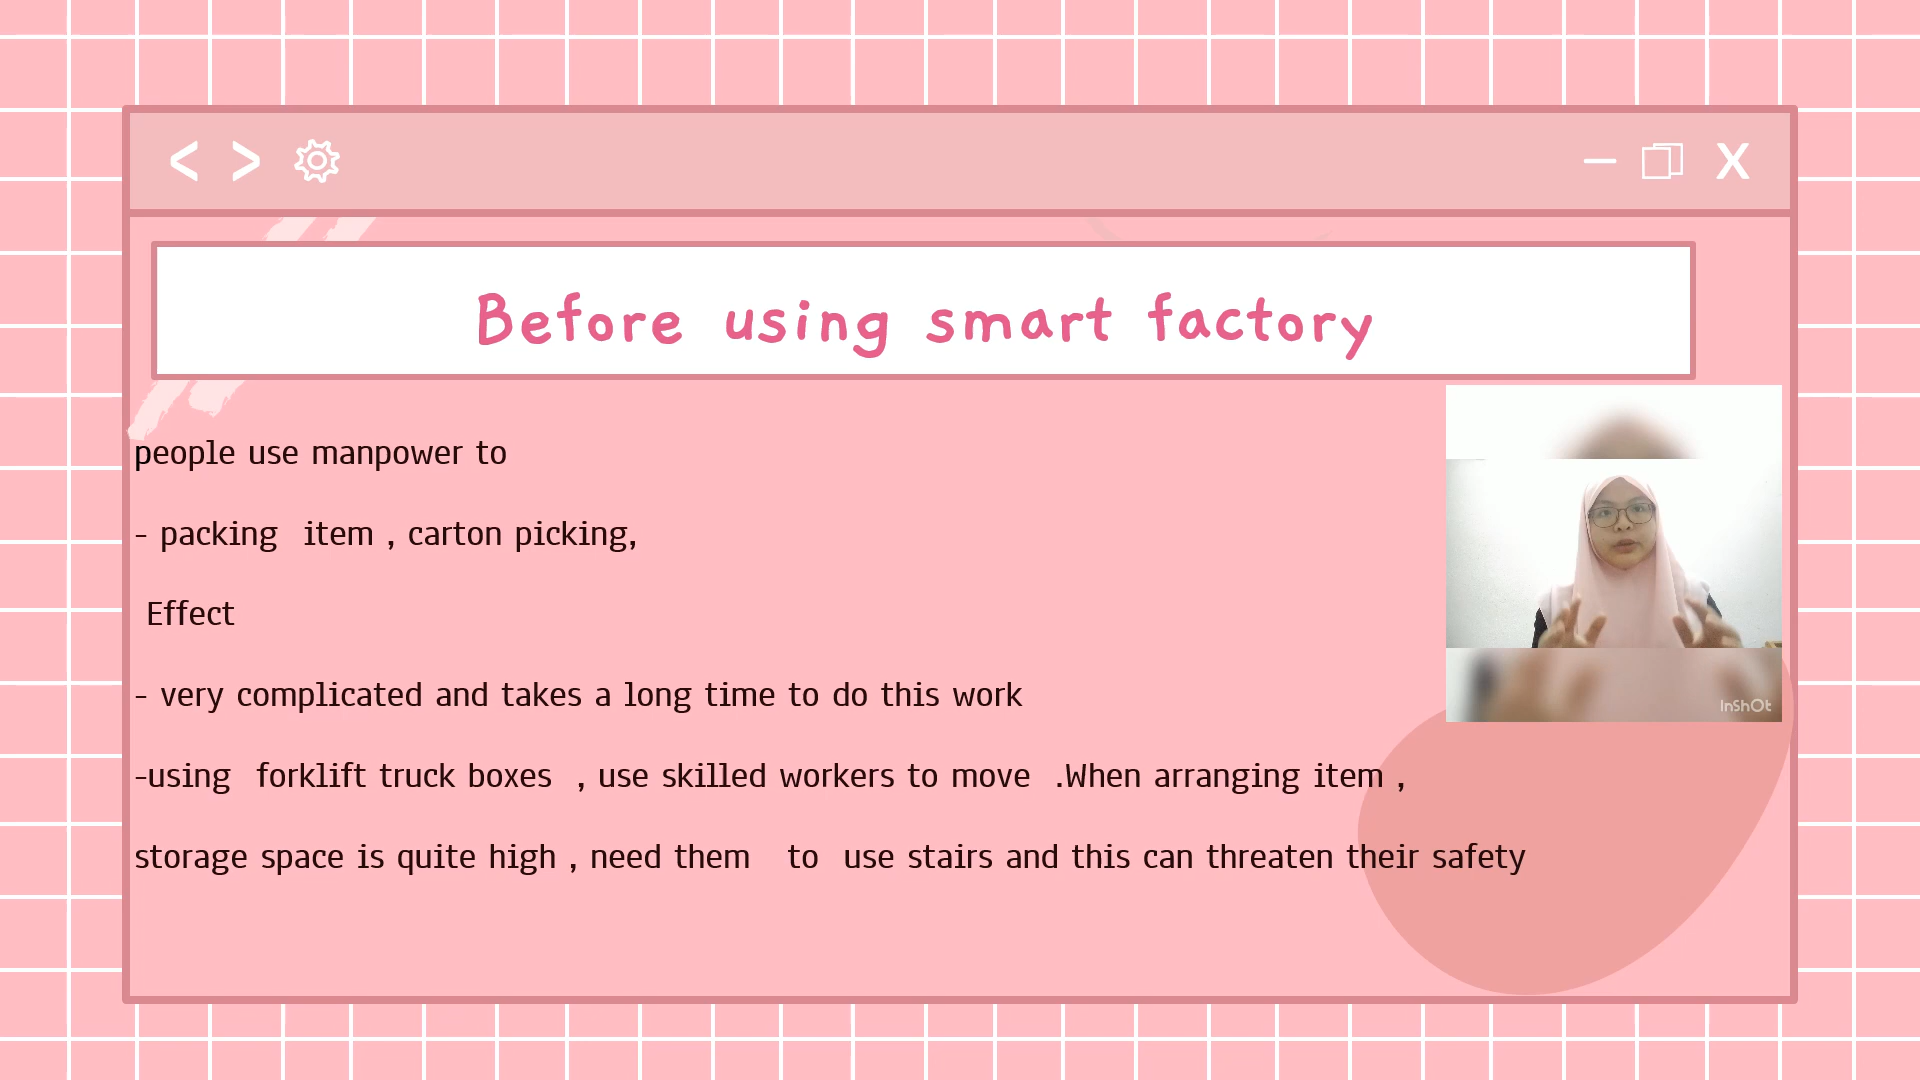 Before using smart factory
people use manpower to
- packing item , carton picking,
Effect
- very complicated and takes a long time to do this work
-using forklift truck boxes , use skilled workers to move .When arranging item ,
storage space is quite high , need them to use stairs and this can threaten their safety
InShOt